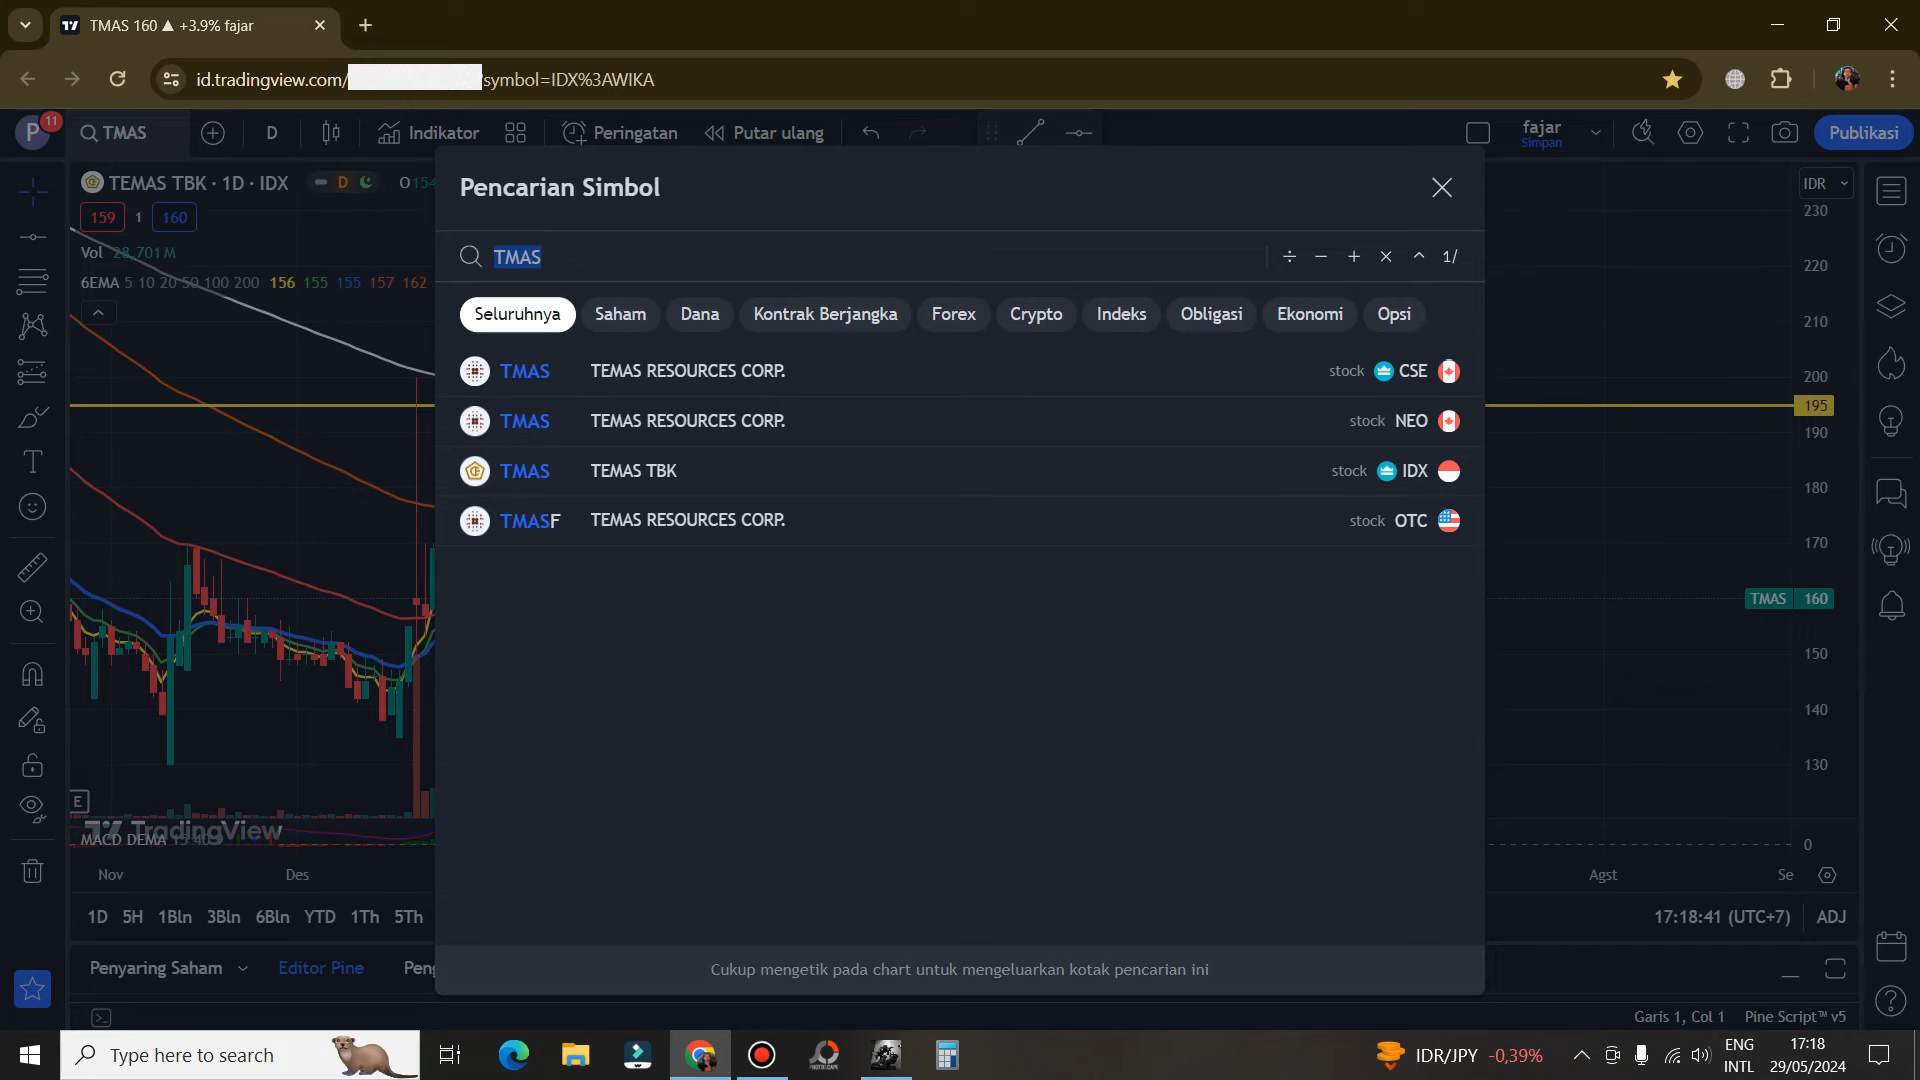 TMAS 160 ▲ +3.9% fajar
id.tradingview.com/ /symbol=IDX%3AWIKA
P 11 TMAS D Indikator Peringatan Putar ulang fajar Simpan Publikasi
TEMAS TBK · 1D · IDX D O154 IDR
159 1 160
Vol 28,701 M
6EMA 5 10 20 50 100 200 156 155 155 157 162
Pencarian Simbol
TMAS ÷ − + × ^ 1/
Seluruhnya Saham Dana Kontrak Berjangka Forex Crypto Indeks Obligasi Ekonomi Opsi
TMAS TEMAS RESOURCES CORP. stock CSE
TMAS TEMAS RESOURCES CORP. stock NEO
TMAS TEMAS TBK stock IDX
TMASF TEMAS RESOURCES CORP. stock OTC
Cukup mengetik pada chart untuk mengeluarkan kotak pencarian ini
230
220
210
200
195
190
180
170
TMAS 160
150
140
130
0
E
TradingView
MACD DEMA
Nov Des Agst Se
1D 5H 1Bln 3Bln 6Bln YTD 1Th 5Th 17:18:41 (UTC+7) ADJ
Penyaring Saham Editor Pine Peng
Garis 1, Col 1 Pine Script™ v5
Type here to search IDR/JPY -0,39% ENG INTL 17:18 29/05/2024